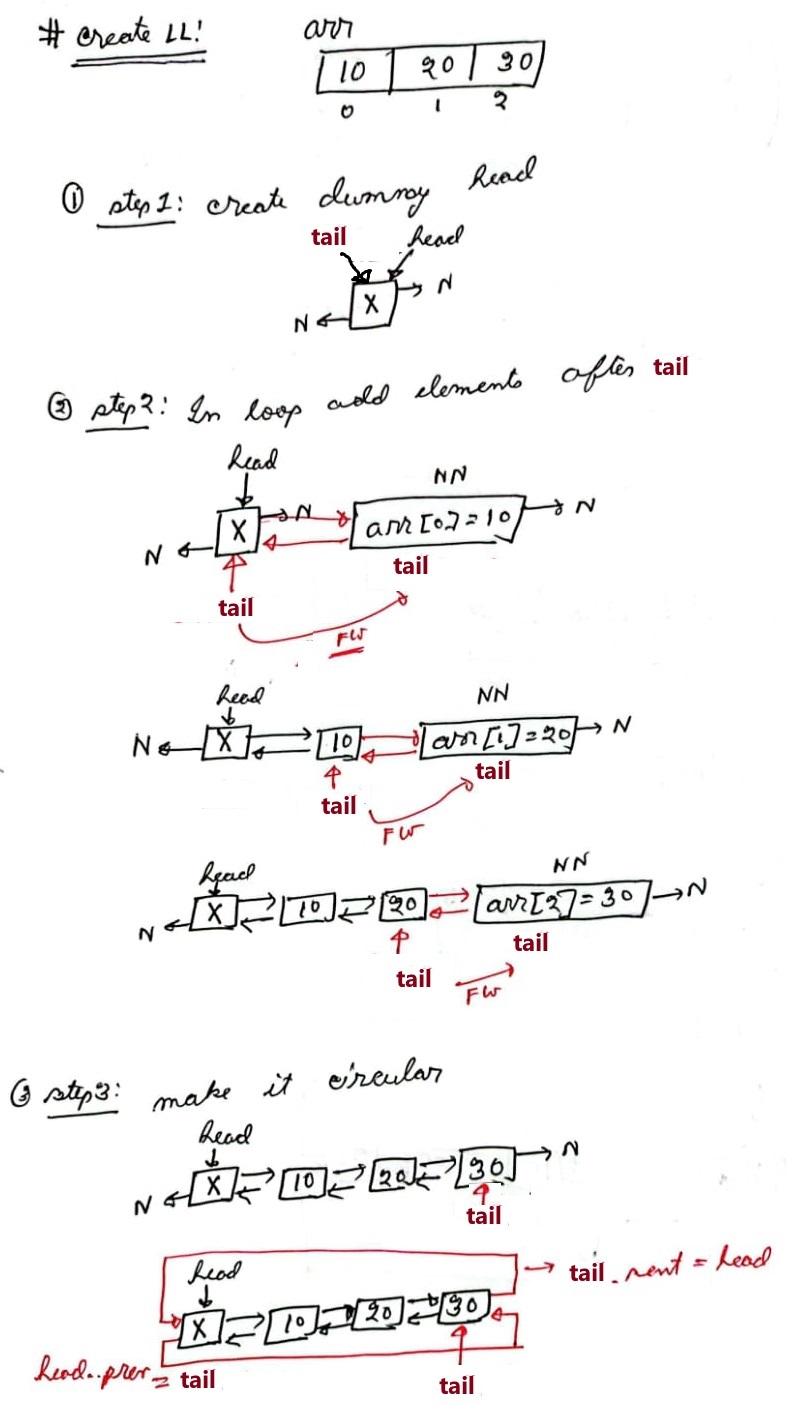 # Create LL!
arr
10 20 30
0 1 2
① step 1: create dummy head
tail head
X N
N
② step 2: In loop add elements after tail
head
NN
N X N arr[0] = 10 N
tail
tail
FW
head NN
N X 10 arr[1] = 20 N
tail
tail
FW
head NN
N X 10 20 arr[2] = 30 N
tail
tail
FW
③ step 3: make it circular
head
N X 10 20 30 N
tail
head tail.next = head
X 10 20 30
head.prev = tail tail